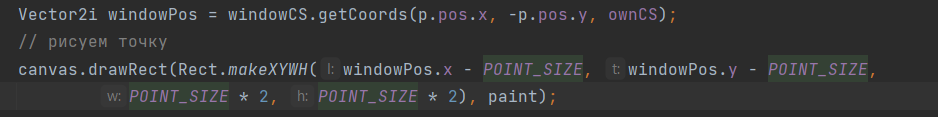 Vector2i windowPos = windowCS.getCoords(p.pos.x, -p.pos.y, ownCS);
// рисуем точку
canvas.drawRect(Rect.makeXYWH( l: windowPos.x - POINT_SIZE, t: windowPos.y - POINT_SIZE,
w: POINT_SIZE * 2, h: POINT_SIZE * 2), paint);